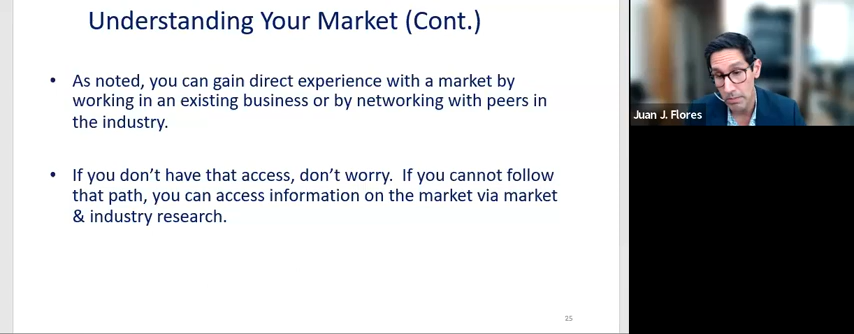 Understanding Your Market (Cont.)
• As noted, you can gain direct experience with a market by
working in an existing business or by networking with peers in
the industry.
• If you don’t have that access, don’t worry.  If you cannot follow
that path, you can access information on the market via market
& industry research.
25
Juan J. Flores